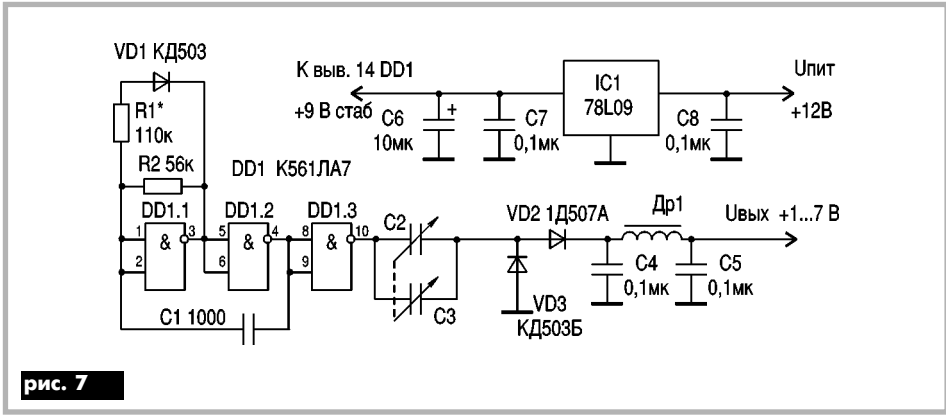 VD1 КД503
R1*
110к
R2 56к
DD1 К561ЛА7
DD1.1
DD1.2
DD1.3
1
2
&
3
5
6
&
4
8
9
&
10
C1 1000
C2
C3
К выв. 14 DD1
+9 В стаб
C6
10мк
+
C7
0,1мк
IC1
78L09
C8
0,1мк
Uпит
+12В
VD2 1Д507А
VD3
КД503Б
Др1
C4
0,1мк
C5
0,1мк
Uвых +1...7 В
рис. 7